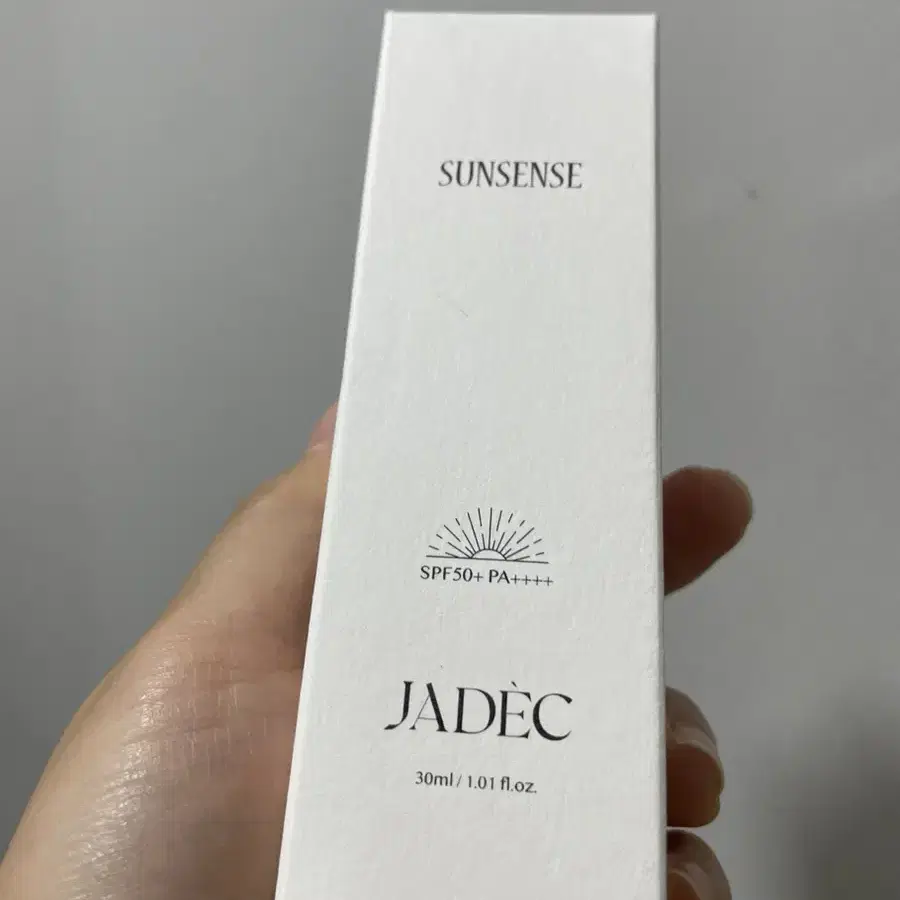 SUNSENSE
SPF50+ PA++++
JADÈC
30ml / 1.01 fl.oz.